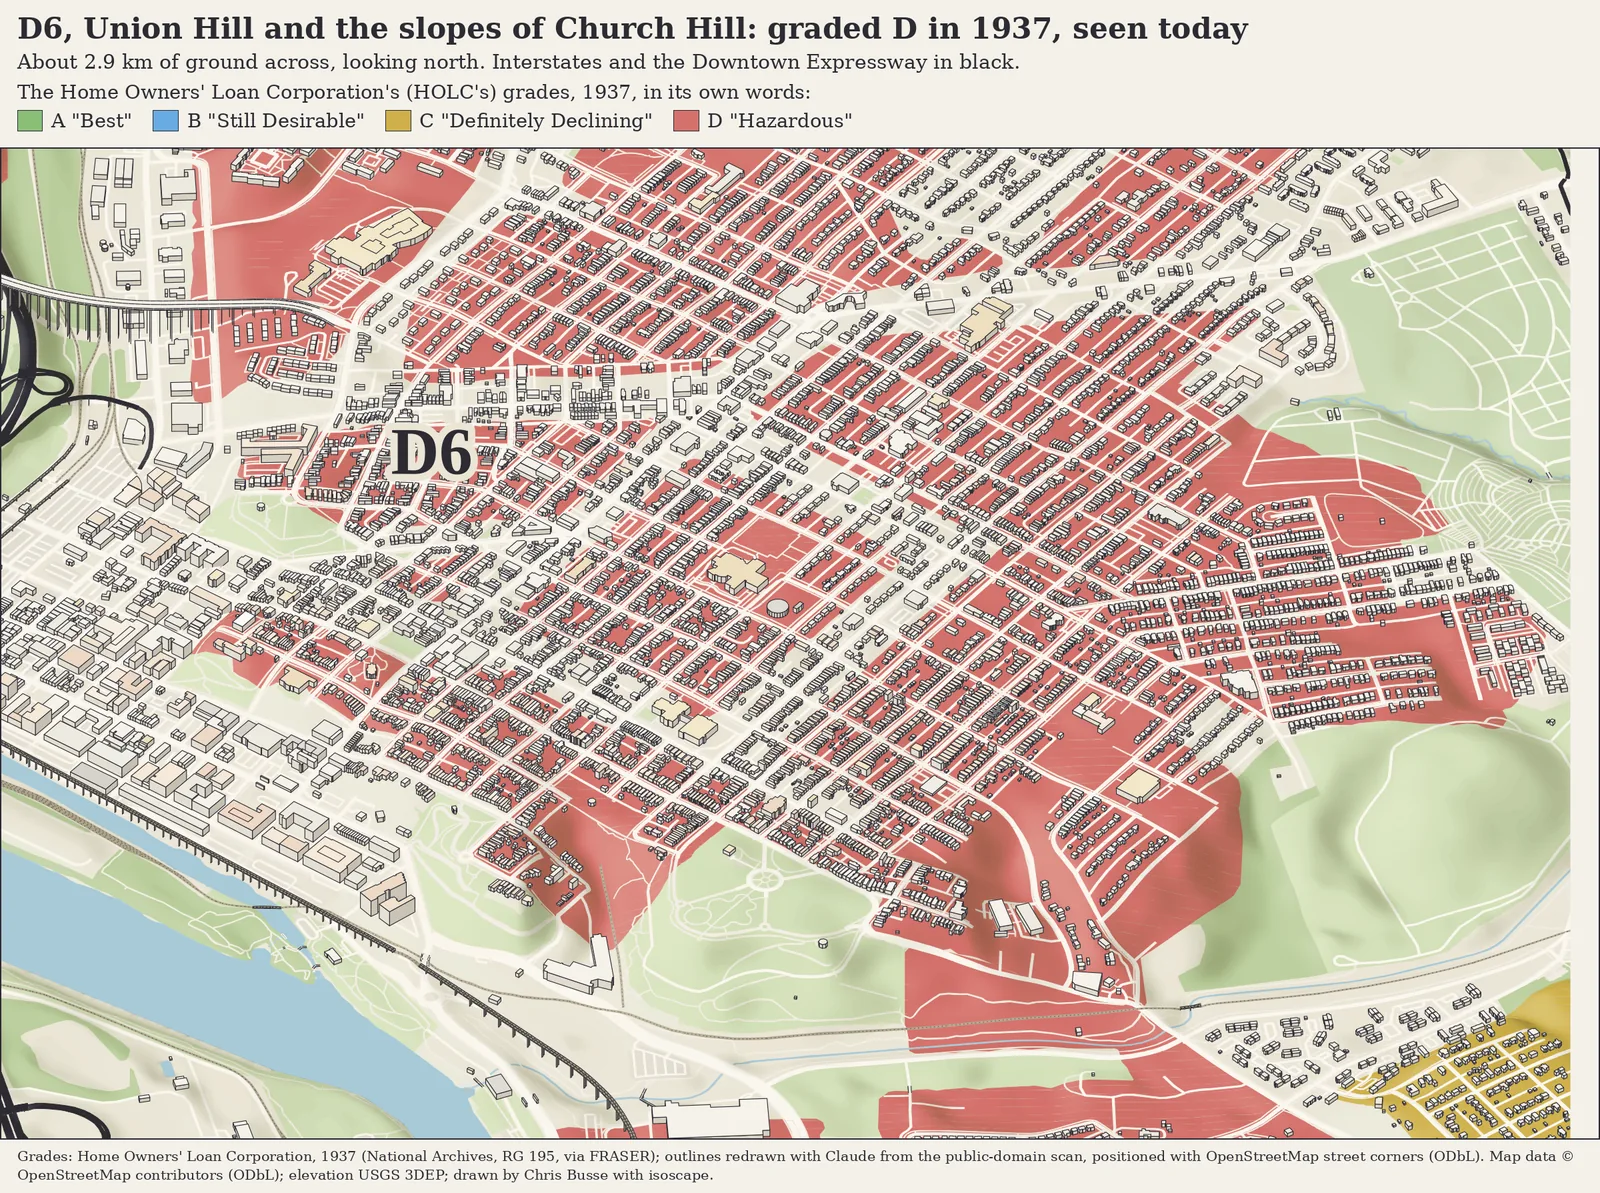 D6, Union Hill and the slopes of Church Hill: graded D in 1937, seen today
About 2.9 km of ground across, looking north. Interstates and the Downtown Expressway in black.
The Home Owners' Loan Corporation's (HOLC's) grades, 1937, in its own words:
A "Best" B "Still Desirable" C "Definitely Declining" D "Hazardous"
D6
Grades: Home Owners' Loan Corporation, 1937 (National Archives, RG 195, via FRASER); outlines redrawn with Claude from the public-domain scan, positioned with OpenStreetMap street corners (ODbL). Map data ©
OpenStreetMap contributors (ODbL); elevation USGS 3DEP; drawn by Chris Busse with isoscape.